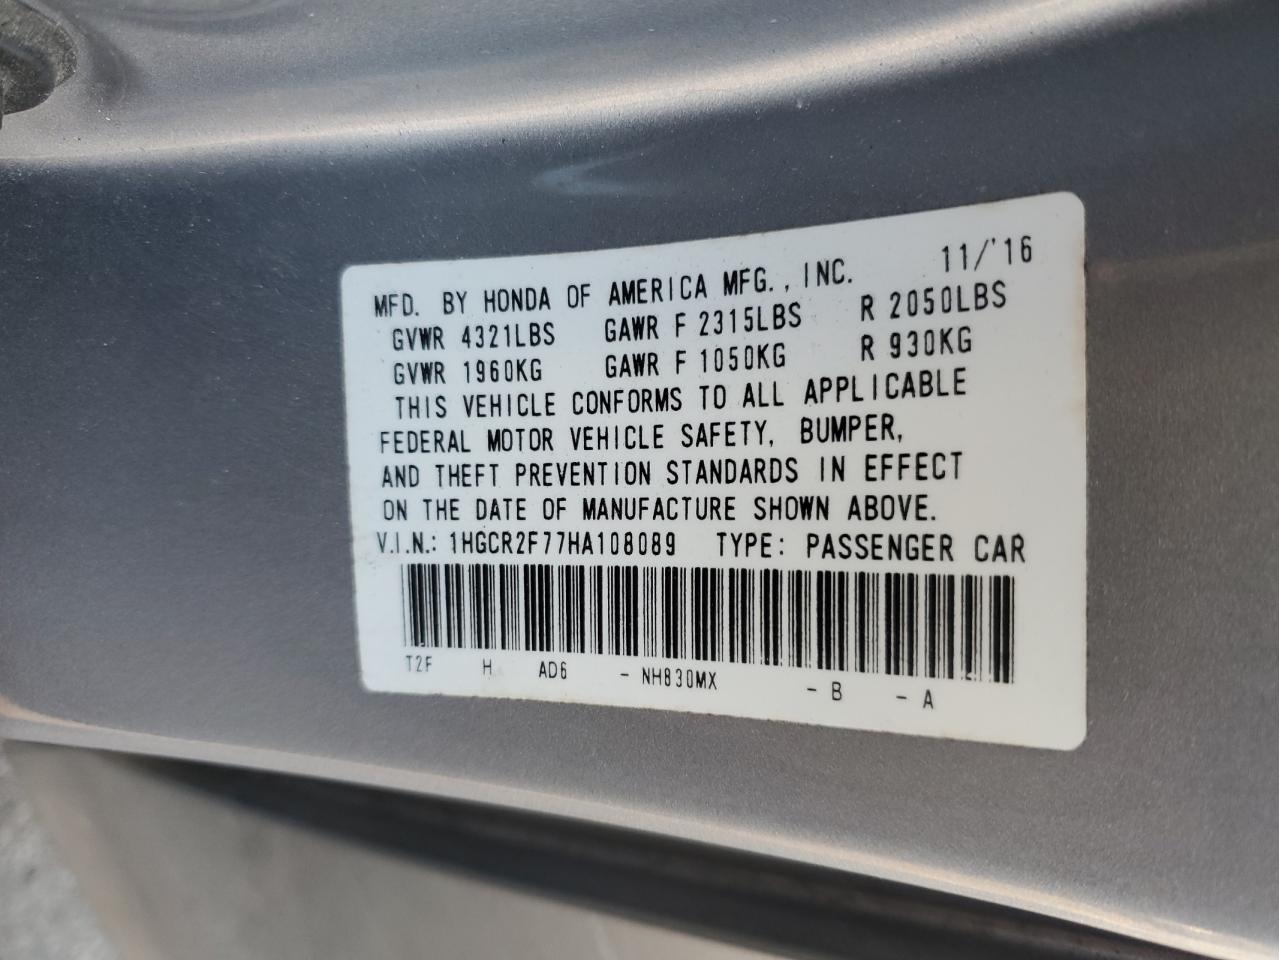 MFD. BY HONDA OF AMERICA MFG., INC. 11/'16
GVWR 4321LBS GAWR F 2315LBS R 2050LBS
GVWR 1960KG GAWR F 1050KG R 930KG
THIS VEHICLE CONFORMS TO ALL APPLICABLE
FEDERAL MOTOR VEHICLE SAFETY, BUMPER,
AND THEFT PREVENTION STANDARDS IN EFFECT
ON THE DATE OF MANUFACTURE SHOWN ABOVE.
V.I.N.: 1HGCR2F77HA108089 TYPE: PASSENGER CAR
T2F H AD6 - NH830MX - B - A